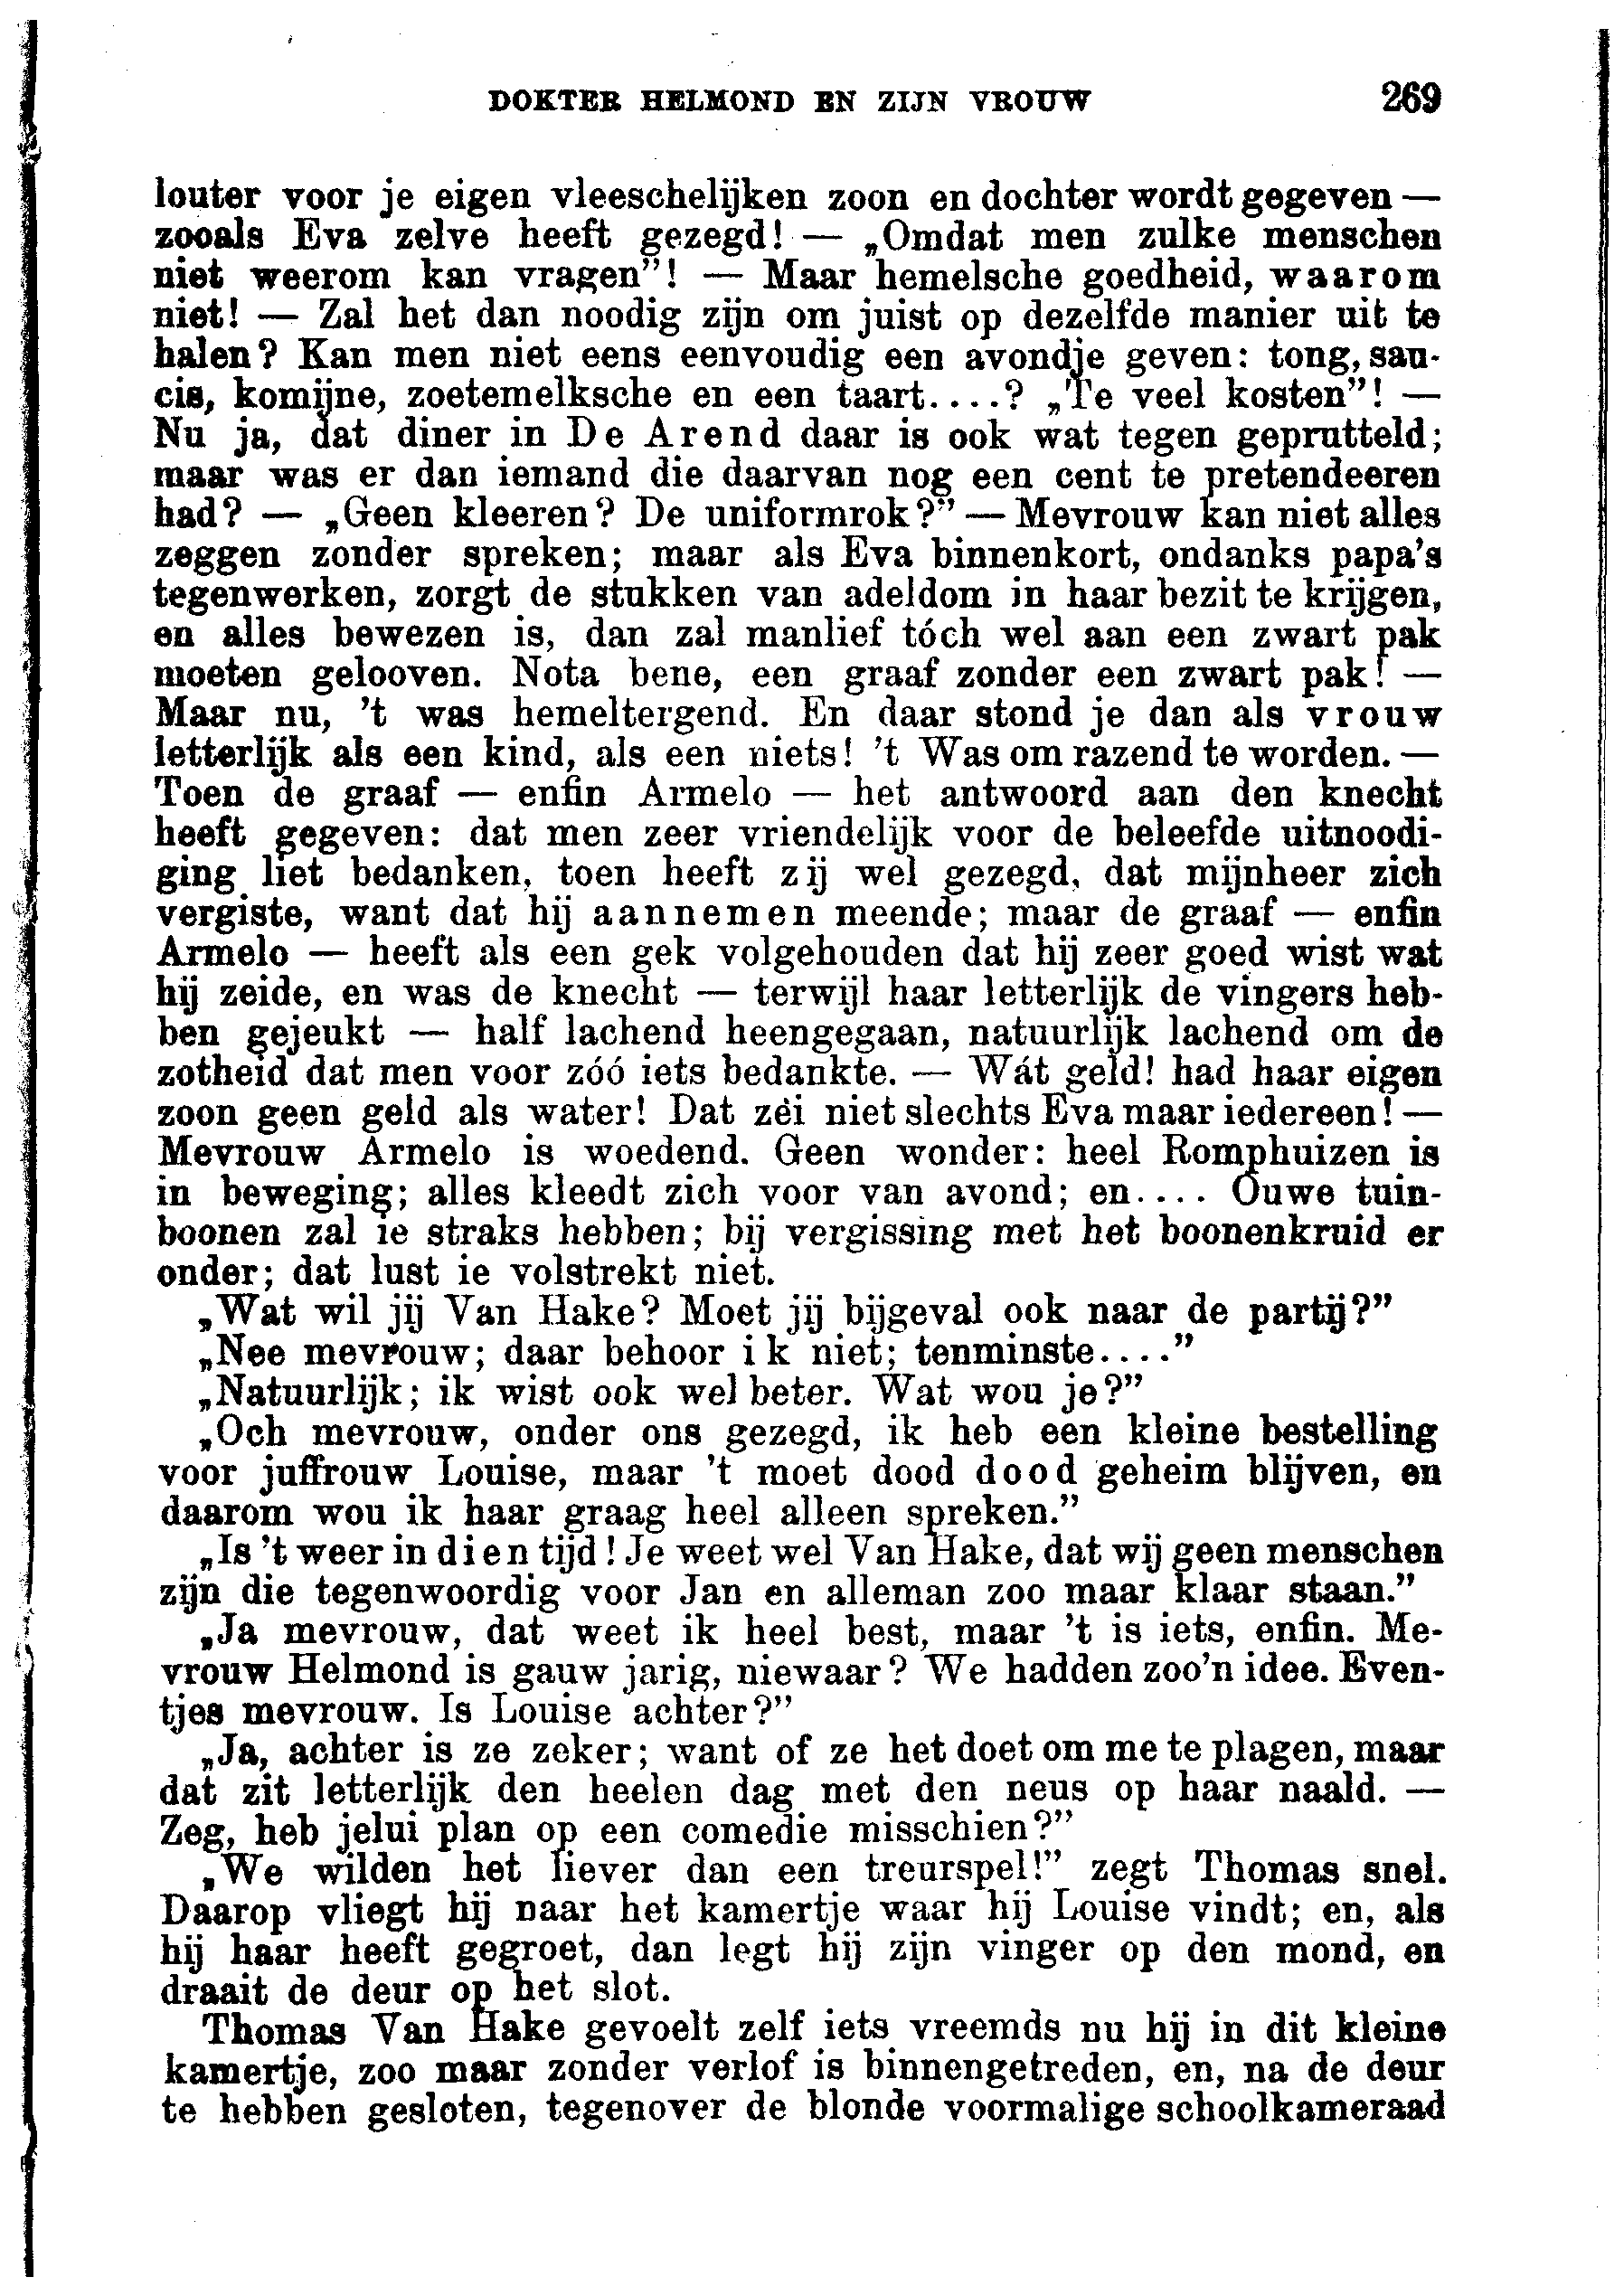 DOKTER HELMOND EN ZIJN VROUW 269
louter voor je eigen vleeschelijken zoon en dochter wordt gegeven —
zooals Eva zelve heeft gezegd! — „Omdat men zulke menschen
niet weerom kan vragen”! — Maar hemelsche goedheid, waarom
niet! — Zal het dan noodig zijn om juist op dezelfde manier uit te
halen? Kan men niet eens eenvoudig een avondje geven: tong, sau-
cis, komijne, zoetemelksche en een taart....? „Te veel kosten”! —
Nu ja, dat diner in De Arend daar is ook wat tegen geprutteld;
maar was er dan iemand die daarvan nog een cent te pretendeeren
had? — „Geen kleeren? De uniformrok?” — Mevrouw kan niet alles
zeggen zonder spreken; maar als Eva binnenkort, ondanks papa's
tegenwerken, zorgt de stukken van adeldom in haar bezit te krijgen,
en alles bewezen is, dan zal manlief tóch wel aan een zwart pak
moeten gelooven. Nota bene, een graaf zonder een zwart pak! —
Maar nu, 't was hemeltergend. En daar stond je dan als vrouw
letterlijk als een kind, als een niets! 't Was om razend te worden. —
Toen de graaf — enfin Armelo — het antwoord aan den knecht
heeft gegeven: dat men zeer vriendelijk voor de beleefde uitnoodi-
ging liet bedanken, toen heeft zij wel gezegd, dat mijnheer zich
vergiste, want dat hij aannemen meende; maar de graaf — enfin
Armelo — heeft als een gek volgehouden dat hij zeer goed wist wat
hij zeide, en was de knecht — terwijl haar letterlijk de vingers heb-
ben gejeukt — half lachend heengegaan, natuurlijk lachend om de
zotheid dat men voor zóó iets bedankte. — Wát geld! had haar eigen
zoon geen geld als water! Dat zèi niet slechts Eva maar iedereen! —
Mevrouw Armelo is woedend. Geen wonder: heel Romphuizen is
in beweging; alles kleedt zich voor van avond; en.... Ouwe tuin-
boonen zal ie straks hebben; bij vergissing met het boonenkruid er
onder; dat lust ie volstrekt niet.
„Wat wil jij Van Hake? Moet jij bijgeval ook naar de partij?”
„Nee mevrouw; daar behoor ik niet; tenminste....”
„Natuurlijk; ik wist ook wel beter. Wat wou je?”
„Och mevrouw, onder ons gezegd, ik heb een kleine bestelling
voor juffrouw Louise, maar 't moet dood dood geheim blijven, en
daarom wou ik haar graag heel alleen spreken.”
„Is 't weer in dien tijd! Je weet wel Van Hake, dat wij geen menschen
zijn die tegenwoordig voor Jan en alleman zoo maar klaar staan.”
„Ja mevrouw, dat weet ik heel best, maar 't is iets, enfin. Me-
vrouw Helmond is gauw jarig, niewaar? We hadden zoo'n idee. Even-
tjes mevrouw. Is Louise achter?”
„Ja, achter is ze zeker; want of ze het doet om me te plagen, maar
dat zit letterlijk den heelen dag met den neus op haar naald. —
Zeg, heb jelui plan op een comedie misschien?”
„We wilden het liever dan een treurspel!” zegt Thomas snel.
Daarop vliegt hij naar het kamertje waar hij Louise vindt; en, als
hij haar heeft gegroet, dan legt hij zijn vinger op den mond, en
draait de deur op het slot.
Thomas Van Hake gevoelt zelf iets vreemds nu hij in dit kleine
kamertje, zoo maar zonder verlof is binnengetreden, en, na de deur
te hebben gesloten, tegenover de blonde voormalige schoolkameraad